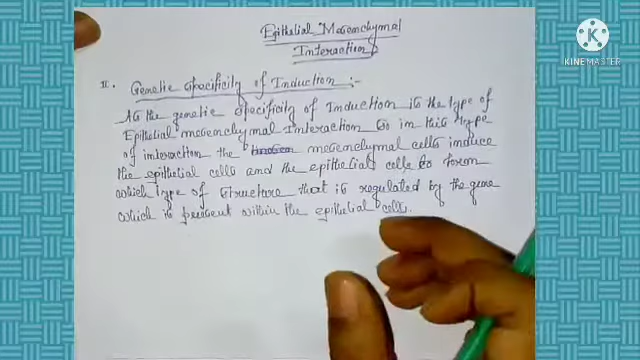 Epithelial Mesenchymal
Interaction
KINEMASTER
II. Genetic Specificity of Induction :-
As the genetic specificity of Induction is the type of
Epithelial mesenchymal Interaction so in this type
of interaction the mesenchymal cells induce
the epithelial cells and the epithelial cells to form
which type of structure that is regulated by the gene
which is persent within the epithelial cells.